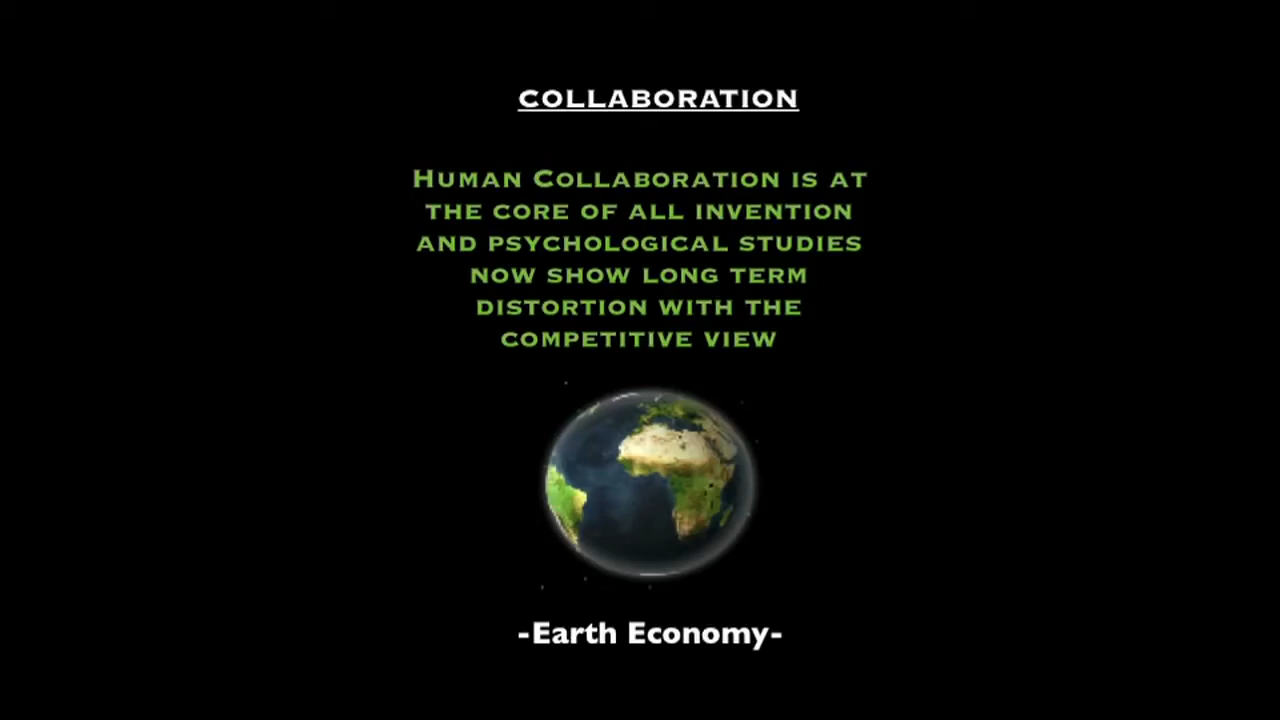 COLLABORATION
HUMAN COLLABORATION IS AT
THE CORE OF ALL INVENTION
AND PSYCHOLOGICAL STUDIES
NOW SHOW LONG TERM
DISTORTION WITH THE
COMPETITIVE VIEW
-Earth Economy-